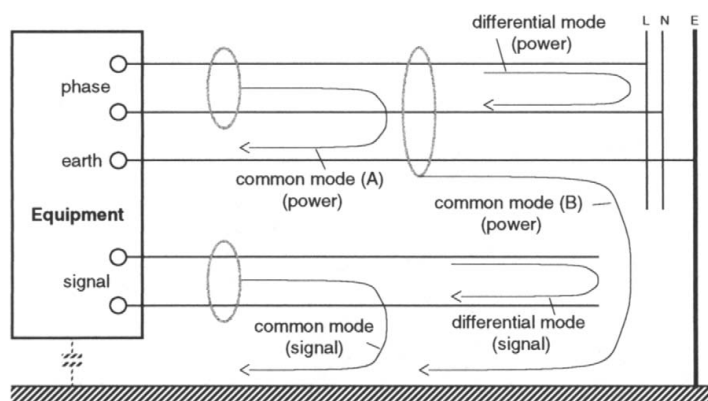 differential mode
(power)
L N E
phase
earth
common mode (A)
(power)
common mode (B)
(power)
Equipment
signal
common mode
(signal)
differential mode
(signal)